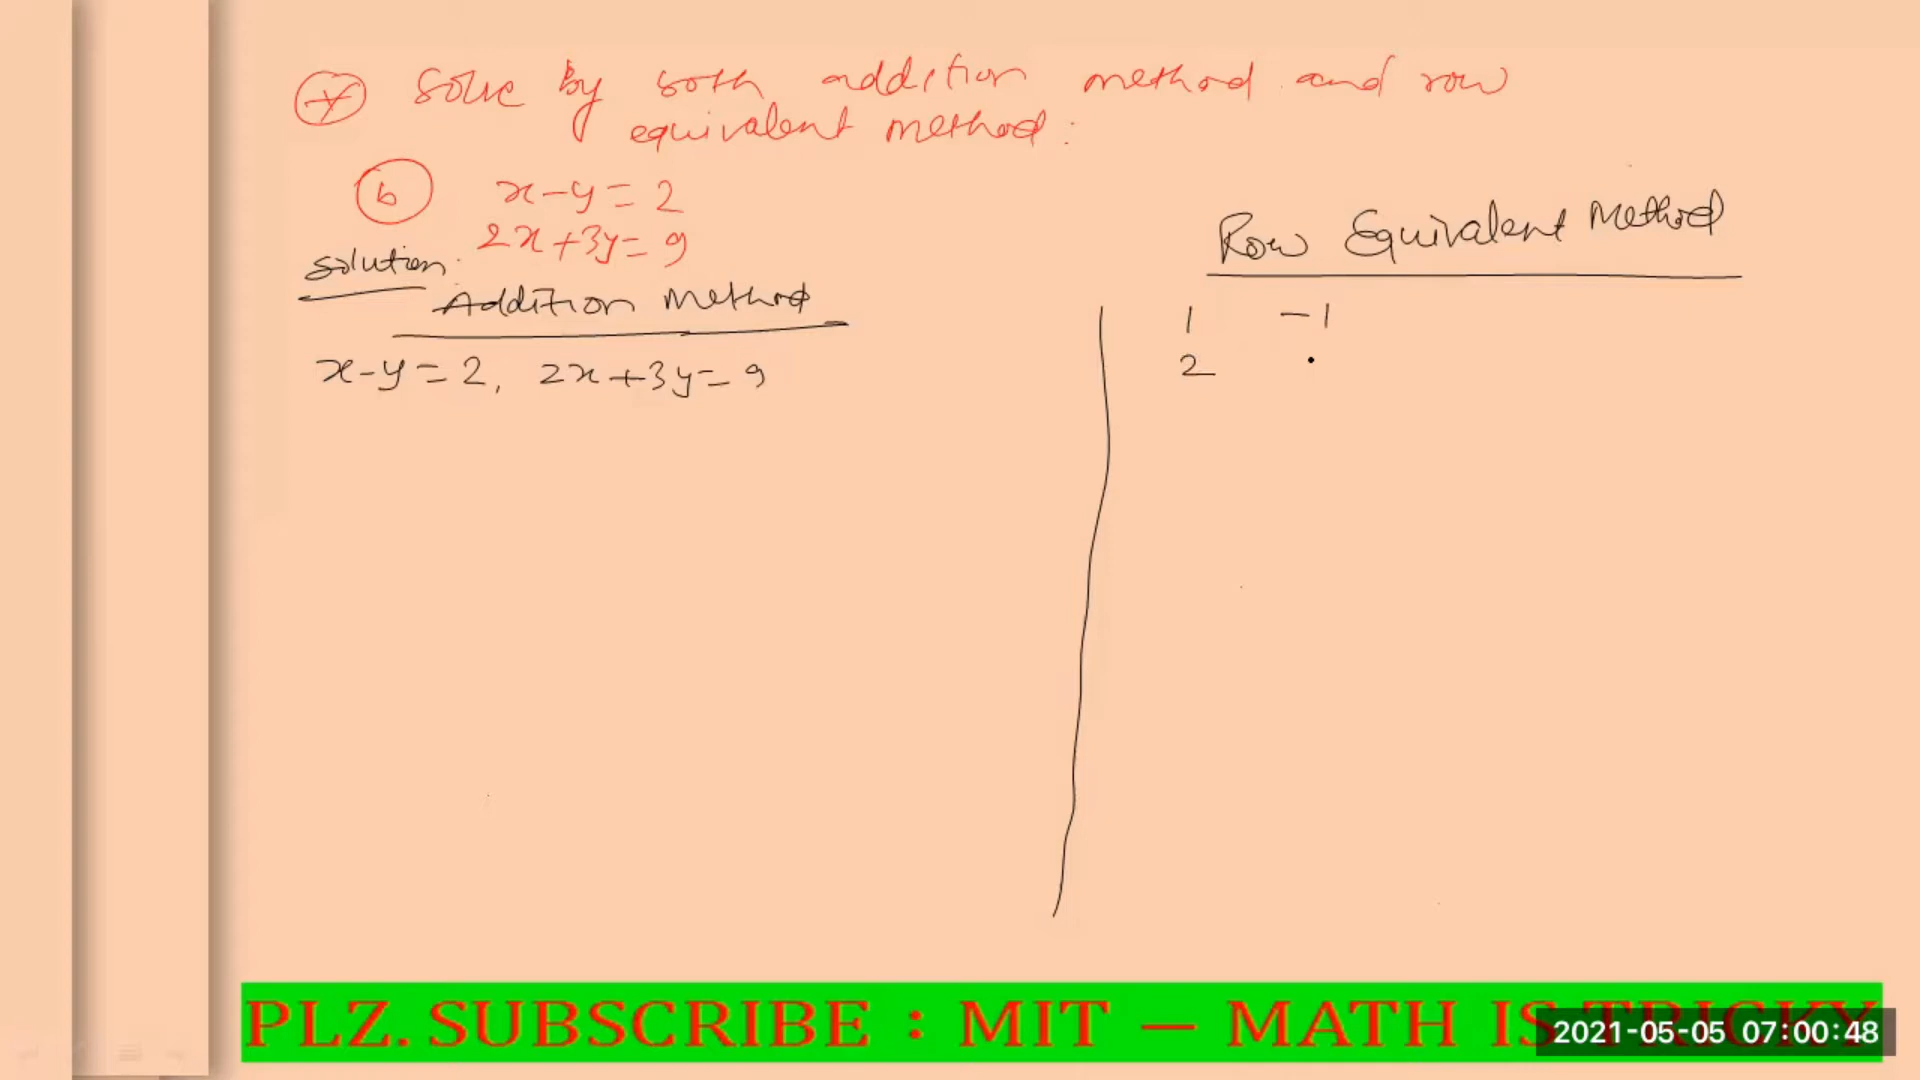 Solve by both addition method and row
equivalent method:
b x-y=2
2x+3y=9
Solution:
Addition Method
x-y=2, 2x+3y=9
Row Equivalent Method
1 -1
2
PLZ. SUBSCRIBE : MIT – MATH IS TRICKY
2021-05-05 07:00:48